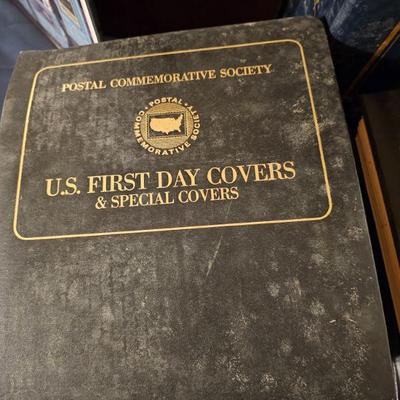 POSTAL COMMEMORATIVE SOCIETY
• POSTAL •
COMMEMORATIVE SOCIETY
U.S. FIRST DAY COVERS
& SPECIAL COVERS